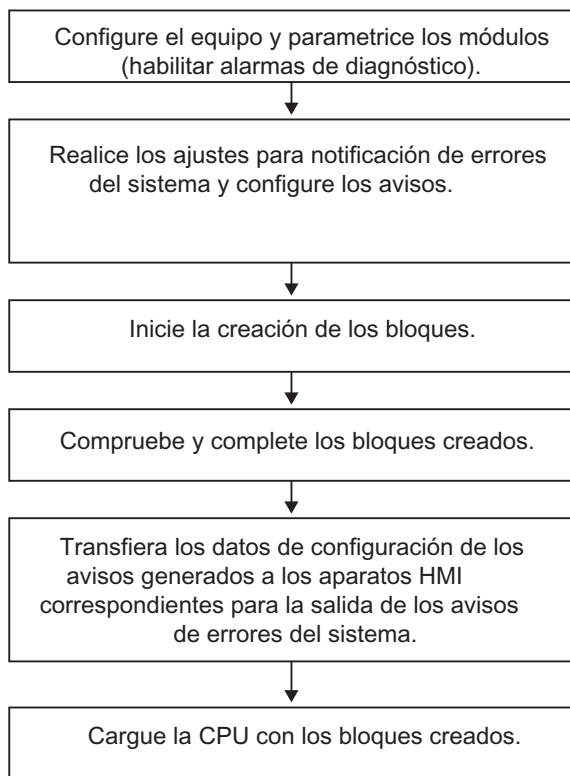 Configure el equipo y parametrice los módulos
(habilitar alarmas de diagnóstico).
Realice los ajustes para notificación de errores
del sistema y configure los avisos.
Inicie la creación de los bloques.
Compruebe y complete los bloques creados.
Transfiera los datos de configuración de los
avisos generados a los aparatos HMI
correspondientes para la salida de los avisos
de errores del sistema.
Cargue la CPU con los bloques creados.